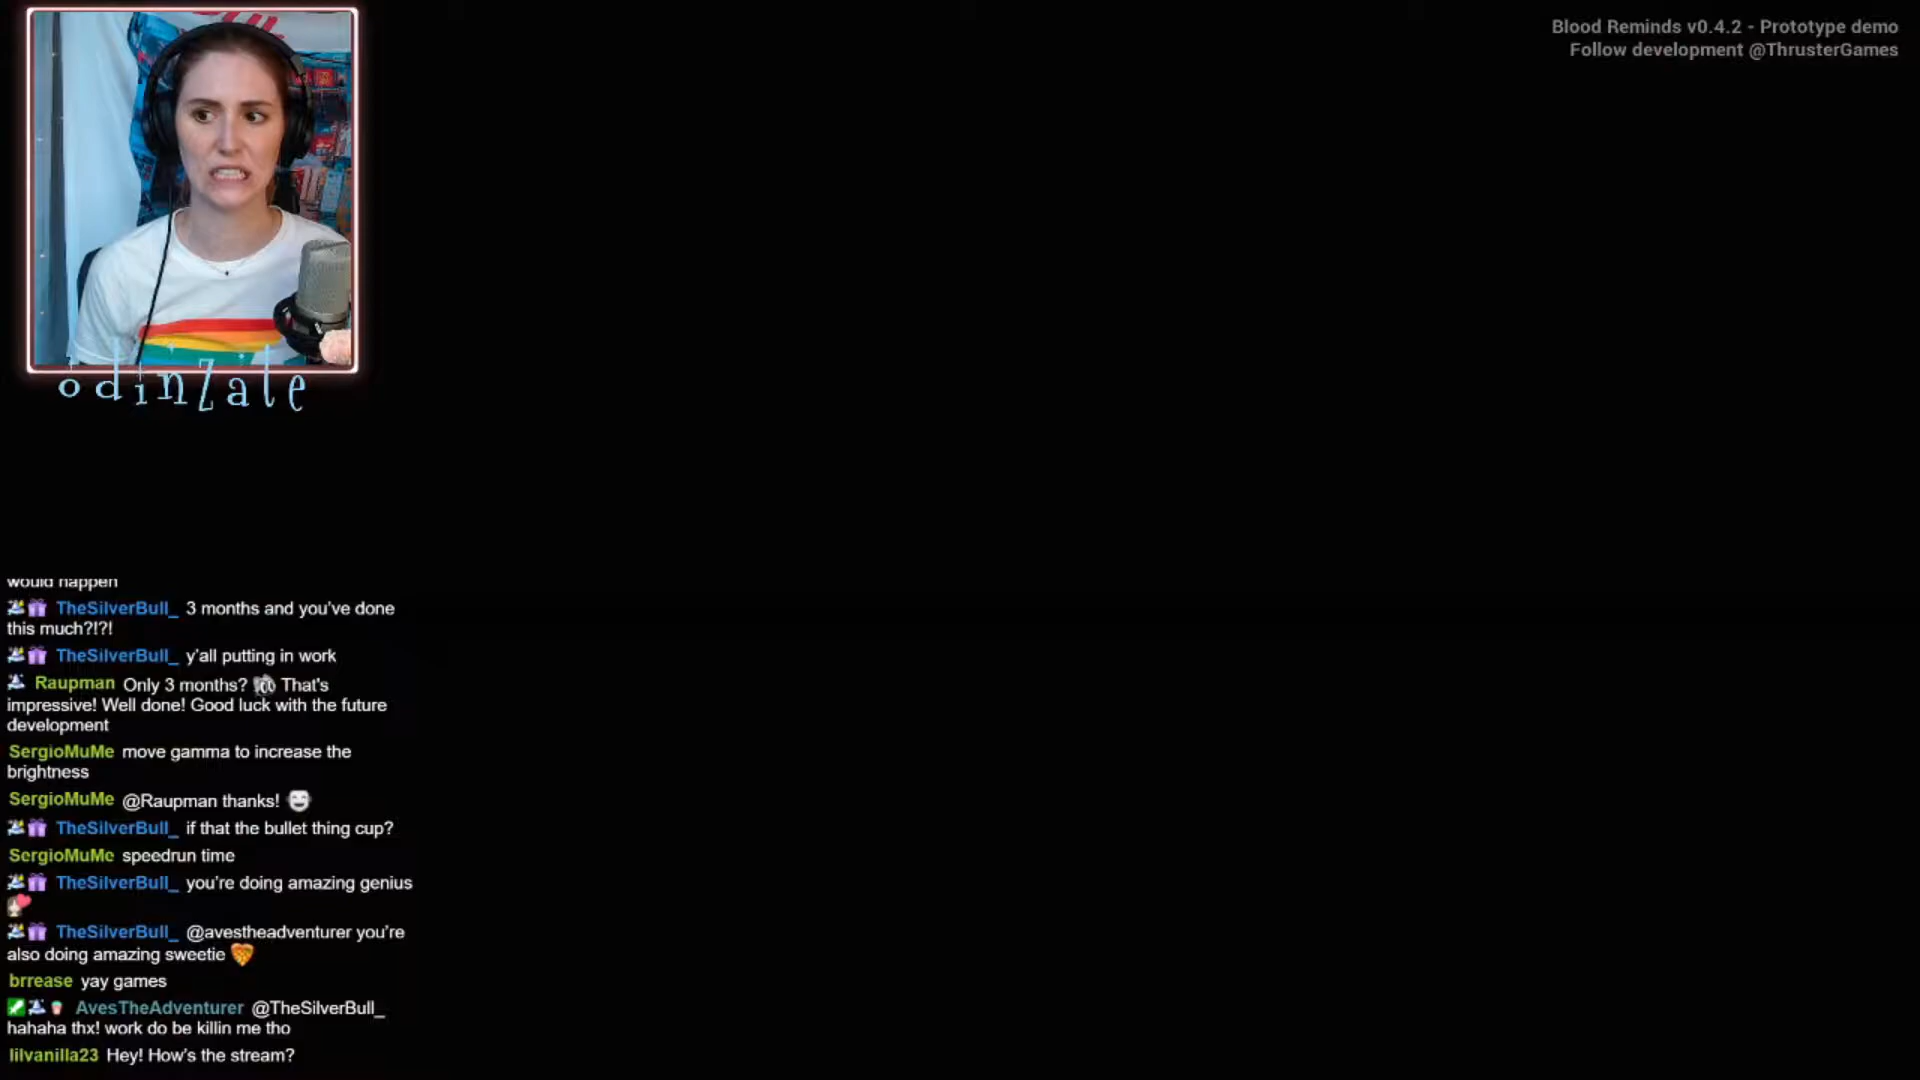 Blood Reminds v0.4.2 - Prototype demo
Follow development @ThrusterGames
odinzate
would happen
TheSilverBull_ 3 months and you've done
this much?!?!
TheSilverBull_ y'all putting in work
Raupman Only 3 months? That's
impressive! Well done! Good luck with the future
development
SergioMuMe move gamma to increase the
brightness
SergioMuMe @Raupman thanks!
TheSilverBull_ if that the bullet thing cup?
SergioMuMe speedrun time
TheSilverBull_ you're doing amazing genius
TheSilverBull_ @avestheadventurer you're
also doing amazing sweetie
brrease yay games
AvesTheAdventurer @TheSilverBull_
hahaha thx! work do be killin me tho
lilvanilla23 Hey! How's the stream?